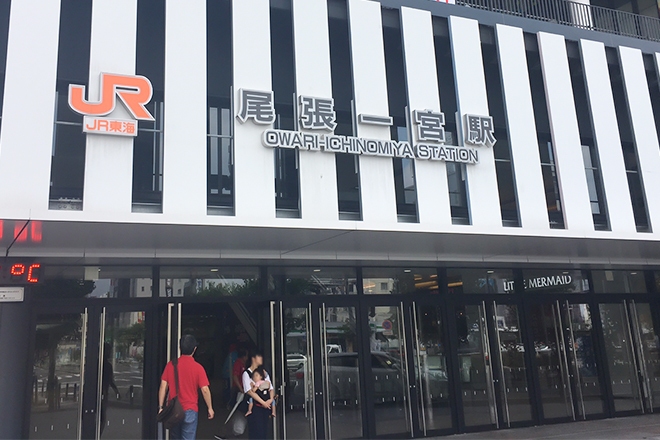 JR
JR東海
尾張一宮駅
OWARI-ICHINOMIYA STATION
°C
LITTLE MERMAID